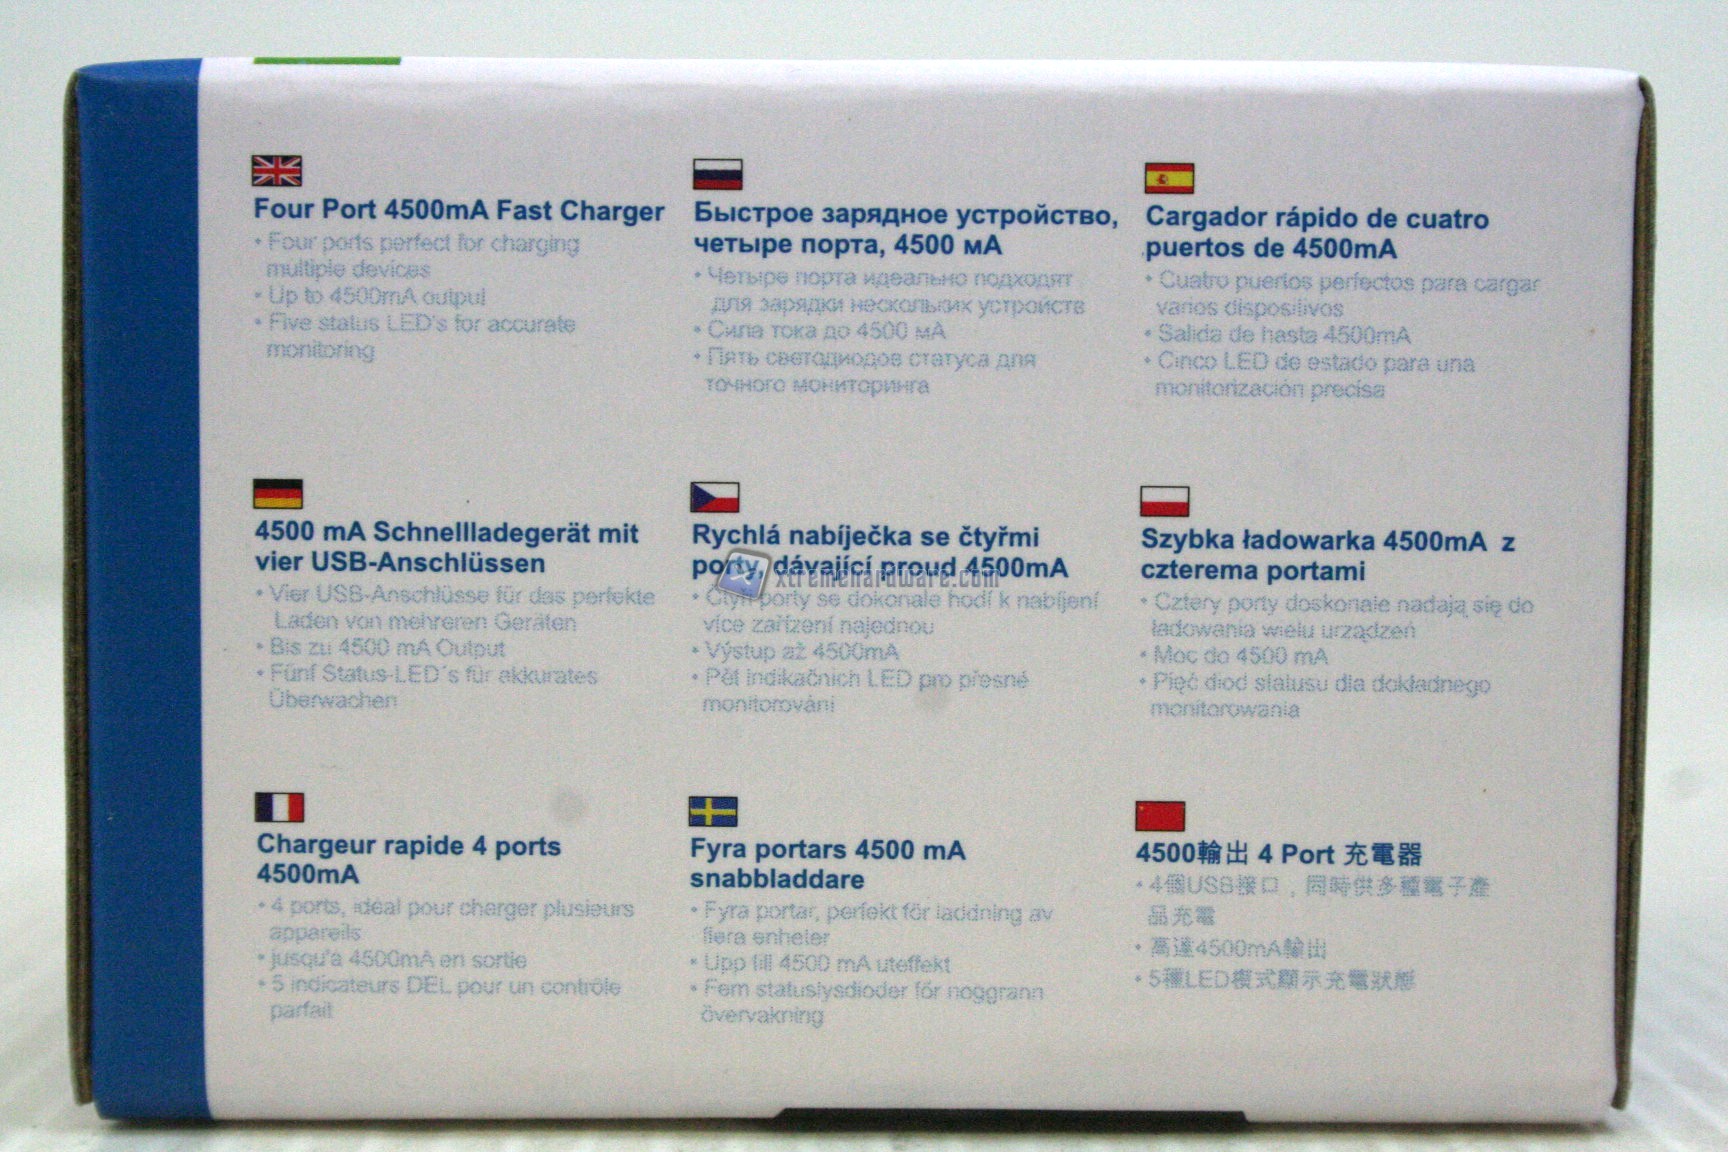 Four Port 4500mA Fast Charger
• Four ports perfect for charging
multiple devices
• Up to 4500mA output
• Five status LED's for accurate
monitoring
Быстрое зарядное устройство,
четыре порта, 4500 мА
• Четыре порта идеально подходят
для зарядки нескольких устройств
• Сила тока до 4500 мА
• Пять светодиодов статуса для
точного мониторинга
Cargador rápido de cuatro
puertos de 4500mA
• Cuatro puertos perfectos para cargar
varios dispositivos
• Salida de hasta 4500mA
• Cinco LED de estado para una
monitorización precisa
4500 mA Schnellladegerät mit
vier USB-Anschlüssen
• Vier USB-Anschlüsse für das perfekte
Laden von mehreren Geräten
• Bis zu 4500 mA Output
• Fünf Status-LED´s für akkurates
Überwachen
Rychlá nabíječka se čtyřmi
porty, dávající proud 4500mA
xtremehardware.com
• Čtyři porty se dokonale hodí k nabíjení
více zařízení najednou
• Výstup až 4500mA
• Pět indikačních LED pro přesné
monitorování
Szybka ładowarka 4500mA z
czterema portami
• Cztery porty doskonale nadają się do
ładowania wielu urządzeń
• Moc do 4500 mA
• Pięć diod statusu dla dokładnego
monitorowania
Chargeur rapide 4 ports
4500mA
• 4 ports, idéal pour charger plusieurs
appareils
• jusqu'a 4500mA en sortie
• 5 indicateurs DEL pour un contrôle
parfait
Fyra portars 4500 mA
snabbladdare
• Fyra portar, perfekt för laddning av
flera enheter
• Upp till 4500 mA uteffekt
• Fem statuslysdioder för noggrann
övervakning
4500輸出 4 Port 充電器
• 4個USB接口，同時供多種電子產
品充電
• 高達4500mA輸出
• 5種LED模式顯示充電狀態